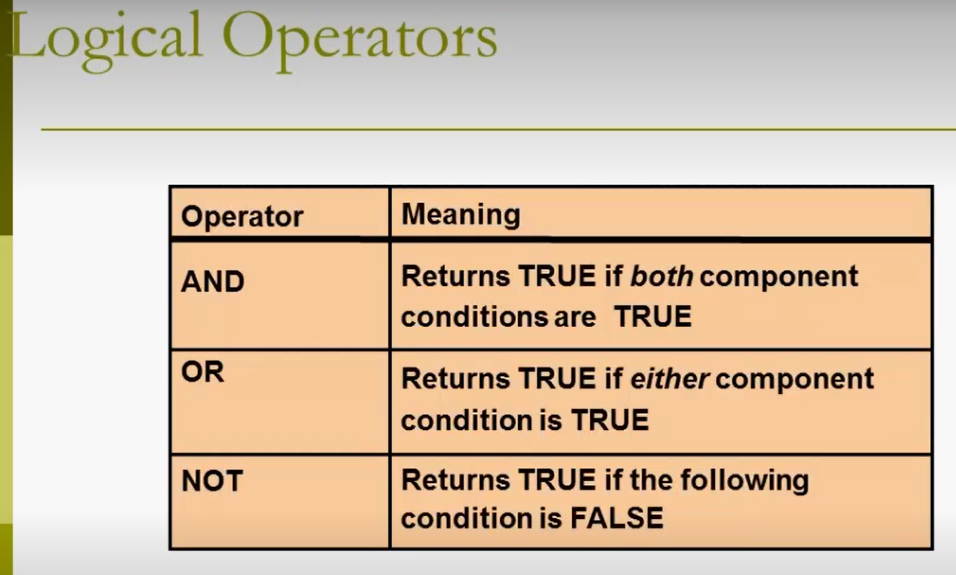 Logical Operators
Operator
Meaning
AND
Returns TRUE if both component
conditions are TRUE
OR
Returns TRUE if either component
condition is TRUE
NOT
Returns TRUE if the following
condition is FALSE